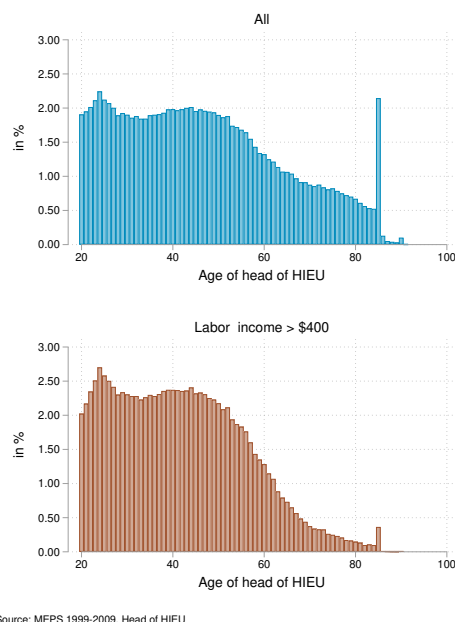 All
3.00
2.50
2.00
1.50
1.00
0.50
0.00
in %
20 40 60 80 100
Age of head of HIEU
Labor income > $400
3.00
2.50
2.00
1.50
1.00
0.50
0.00
in %
20 40 60 80 100
Age of head of HIEU
Source: MEPS 1999-2009, Head of HIEU